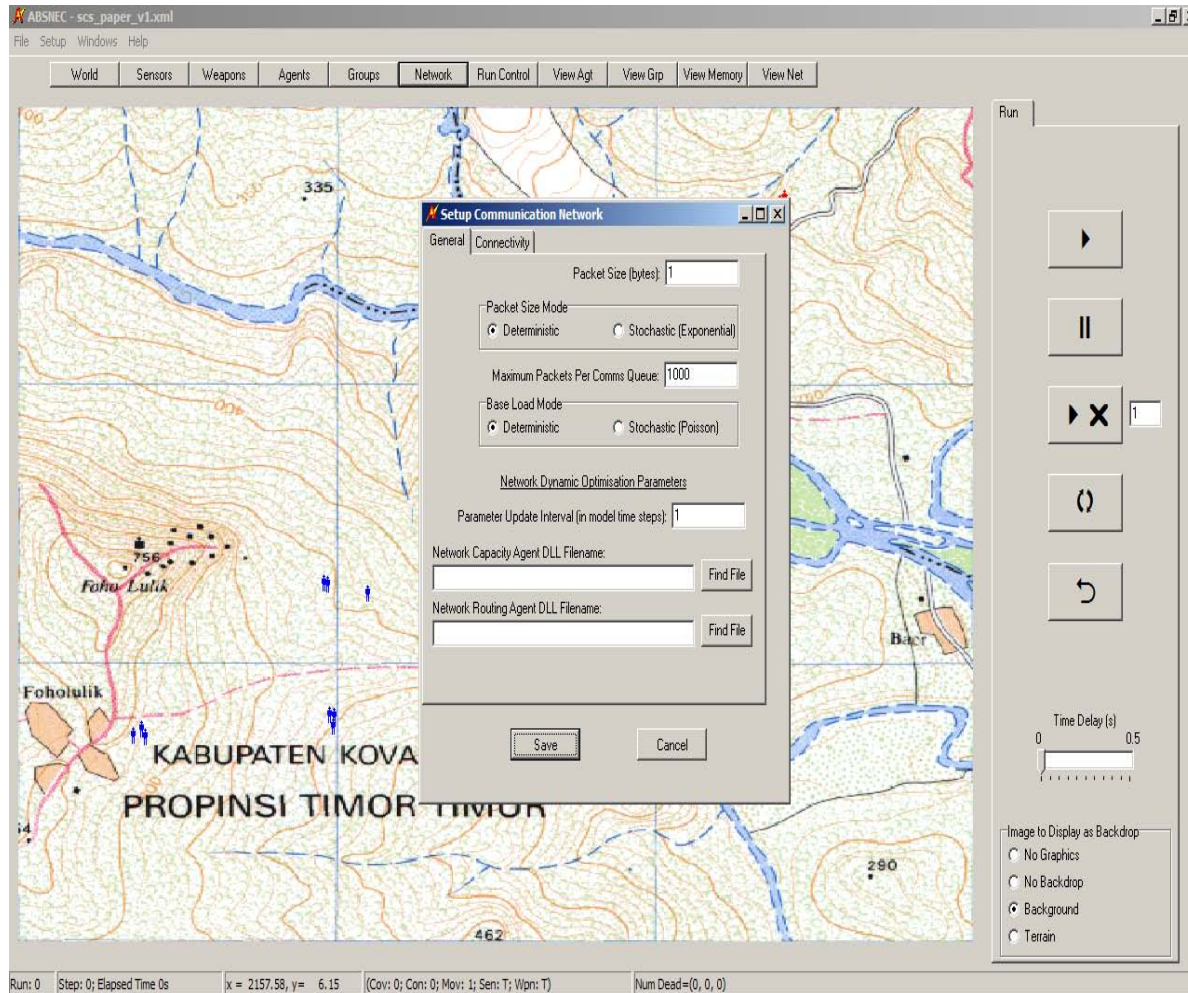 ABSNEC - scs_paper_v1.xml
File Setup Windows Help
World Sensors Weapons Agents Groups Network Run Control View Agt View Grp View Memory View Net
Run
335
Setup Communication Network
General Connectivity
Packet Size (bytes): 1
Packet Size Mode
Deterministic Stochastic (Exponential)
Maximum Packets Per Comms Queue: 1000
Base Load Mode
Deterministic Stochastic (Poisson)
Network Dynamic Optimisation Parameters
Parameter Update Interval (in model time steps): 1
Network Capacity Agent DLL Filename:
Find File
Network Routing Agent DLL Filename:
Find File
Save Cancel
1
400
756
Foho Lulik
Foholulik
KABUPATEN KOVA
PROPINSI TIMOR TIMUR
290
462
Time Delay (s)
0 0.5
Image to Display as Backdrop
No Graphics
No Backdrop
Background
Terrain
Run: 0 Step: 0; Elapsed Time 0s x = 2157.58, y= 6.15 (Cov: 0; Con: 0; Mov: 1; Sen: T; Wpn: T) Num Dead=(0, 0, 0)